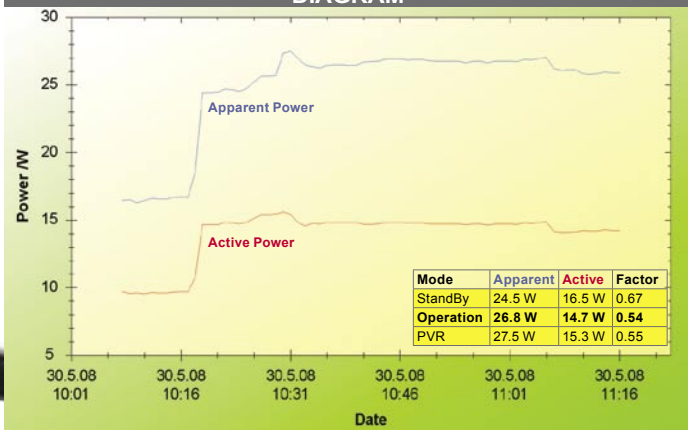 DIAGRAM
30
25
20
15
10
5
Power /W
Apparent Power
Active Power
Mode Apparent Active Factor
StandBy 24.5 W 16.5 W 0.67
Operation 26.8 W 14.7 W 0.54
PVR 27.5 W 15.3 W 0.55
30.5.08 30.5.08 30.5.08 30.5.08 30.5.08 30.5.08
10:01 10:16 10:31 10:46 11:01 11:16
Date